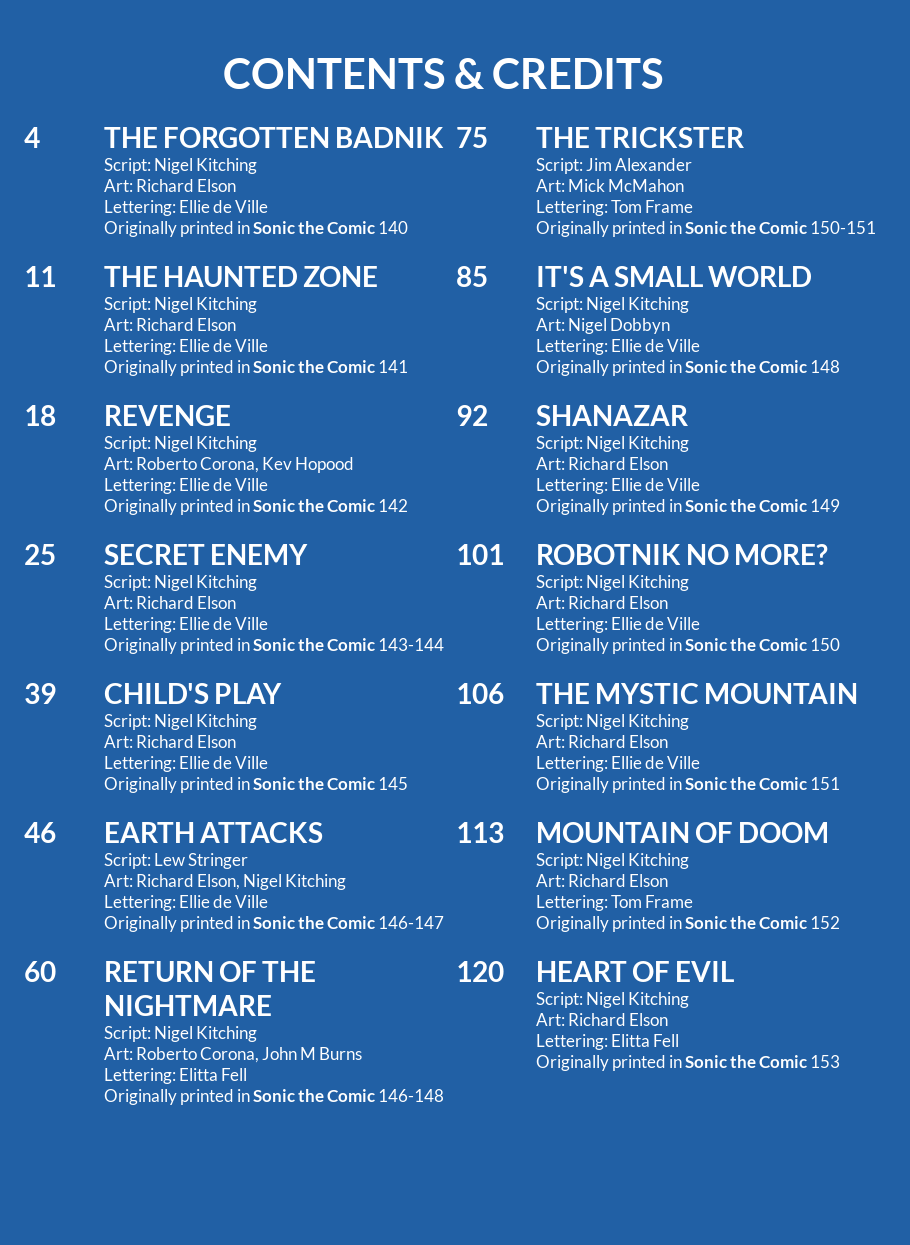 CONTENTS & CREDITS
4 THE FORGOTTEN BADNIK
Script: Nigel Kitching
Art: Richard Elson
Lettering: Ellie de Ville
Originally printed in Sonic the Comic 140
11 THE HAUNTED ZONE
Script: Nigel Kitching
Art: Richard Elson
Lettering: Ellie de Ville
Originally printed in Sonic the Comic 141
18 REVENGE
Script: Nigel Kitching
Art: Roberto Corona, Kev Hopood
Lettering: Ellie de Ville
Originally printed in Sonic the Comic 142
25 SECRET ENEMY
Script: Nigel Kitching
Art: Richard Elson
Lettering: Ellie de Ville
Originally printed in Sonic the Comic 143-144
39 CHILD'S PLAY
Script: Nigel Kitching
Art: Richard Elson
Lettering: Ellie de Ville
Originally printed in Sonic the Comic 145
46 EARTH ATTACKS
Script: Lew Stringer
Art: Richard Elson, Nigel Kitching
Lettering: Ellie de Ville
Originally printed in Sonic the Comic 146-147
60 RETURN OF THE
NIGHTMARE
Script: Nigel Kitching
Art: Roberto Corona, John M Burns
Lettering: Elitta Fell
Originally printed in Sonic the Comic 146-148
75 THE TRICKSTER
Script: Jim Alexander
Art: Mick McMahon
Lettering: Tom Frame
Originally printed in Sonic the Comic 150-151
85 IT'S A SMALL WORLD
Script: Nigel Kitching
Art: Nigel Dobbyn
Lettering: Ellie de Ville
Originally printed in Sonic the Comic 148
92 SHANAZAR
Script: Nigel Kitching
Art: Richard Elson
Lettering: Ellie de Ville
Originally printed in Sonic the Comic 149
101 ROBOTNIK NO MORE?
Script: Nigel Kitching
Art: Richard Elson
Lettering: Ellie de Ville
Originally printed in Sonic the Comic 150
106 THE MYSTIC MOUNTAIN
Script: Nigel Kitching
Art: Richard Elson
Lettering: Ellie de Ville
Originally printed in Sonic the Comic 151
113 MOUNTAIN OF DOOM
Script: Nigel Kitching
Art: Richard Elson
Lettering: Tom Frame
Originally printed in Sonic the Comic 152
120 HEART OF EVIL
Script: Nigel Kitching
Art: Richard Elson
Lettering: Elitta Fell
Originally printed in Sonic the Comic 153